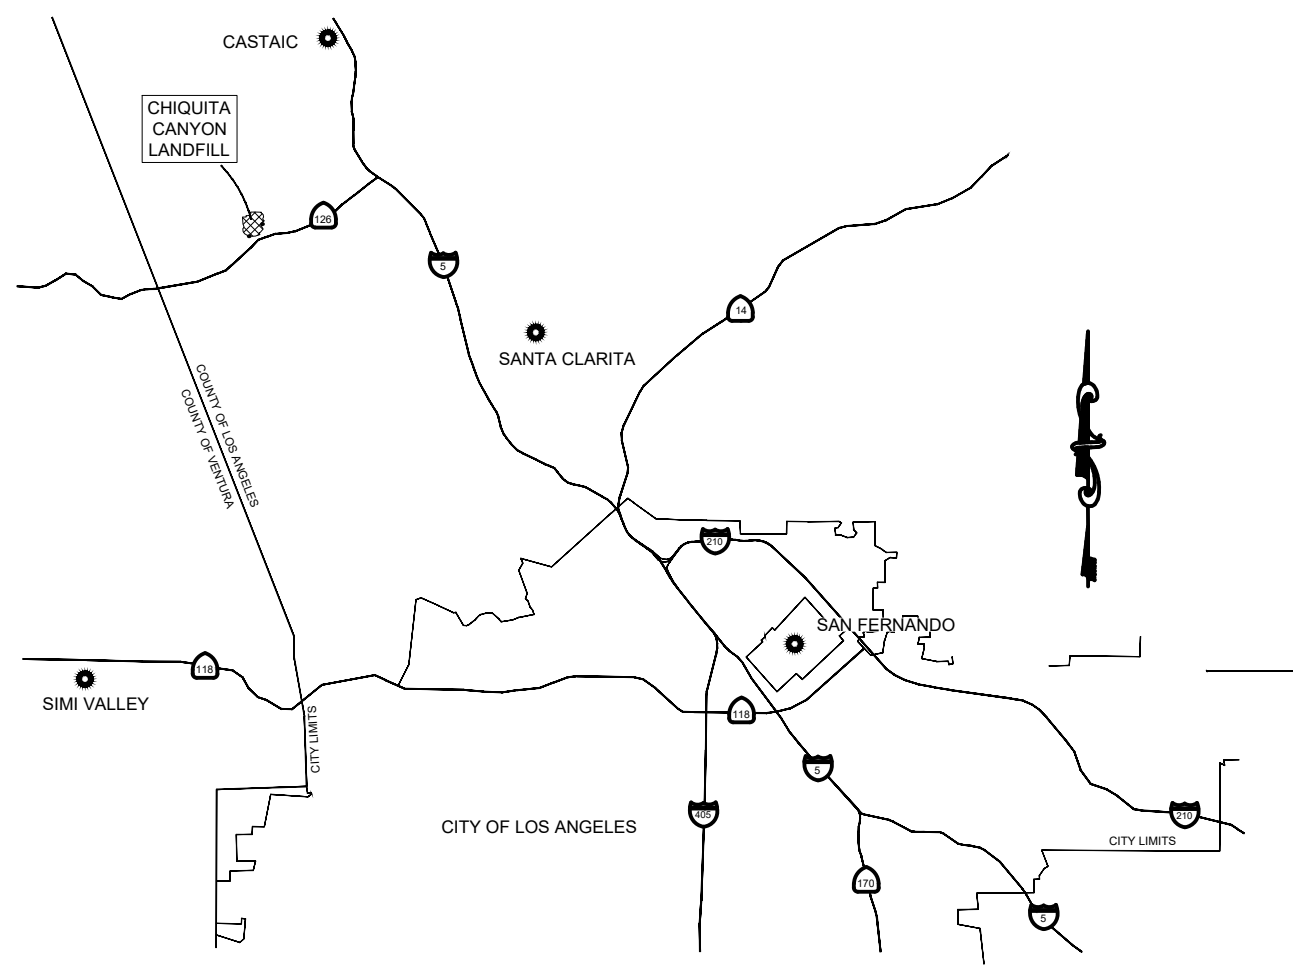 CASTAIC
CHIQUITA
CANYON
LANDFILL
126
5
14
SANTA CLARITA
COUNTY OF LOS ANGELES
COUNTY OF VENTURA
210
SAN FERNANDO
118
SIMI VALLEY
118
CITY LIMITS
5
405
210
CITY OF LOS ANGELES
CITY LIMITS
170
5